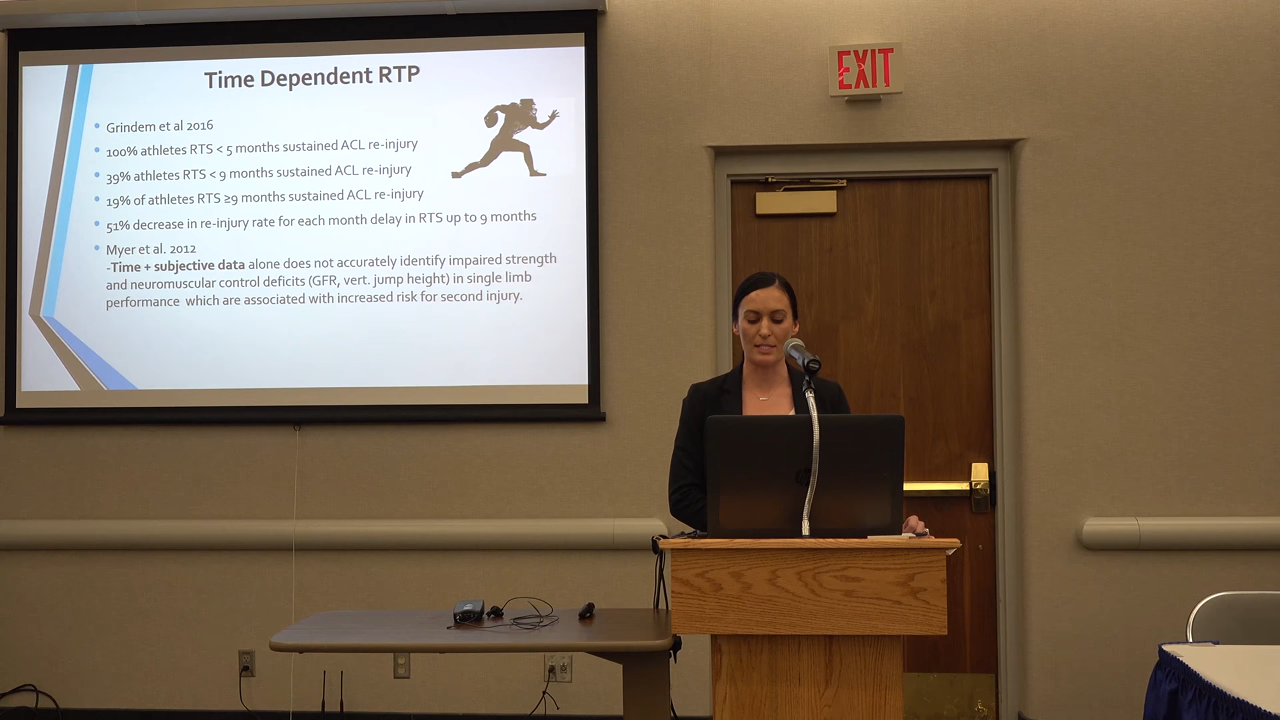 Time Dependent RTP
Grindem et al 2016
100% athletes RTS < 5 months sustained ACL re-injury
39% athletes RTS < 9 months sustained ACL re-injury
19% of athletes RTS ≥9 months sustained ACL re-injury
51% decrease in re-injury rate for each month delay in RTS up to 9 months
Myer et al. 2012
-Time + subjective data alone does not accurately identify impaired strength
and neuromuscular control deficits (GFR, vert. jump height) in single limb
performance which are associated with increased risk for second injury.
EXIT